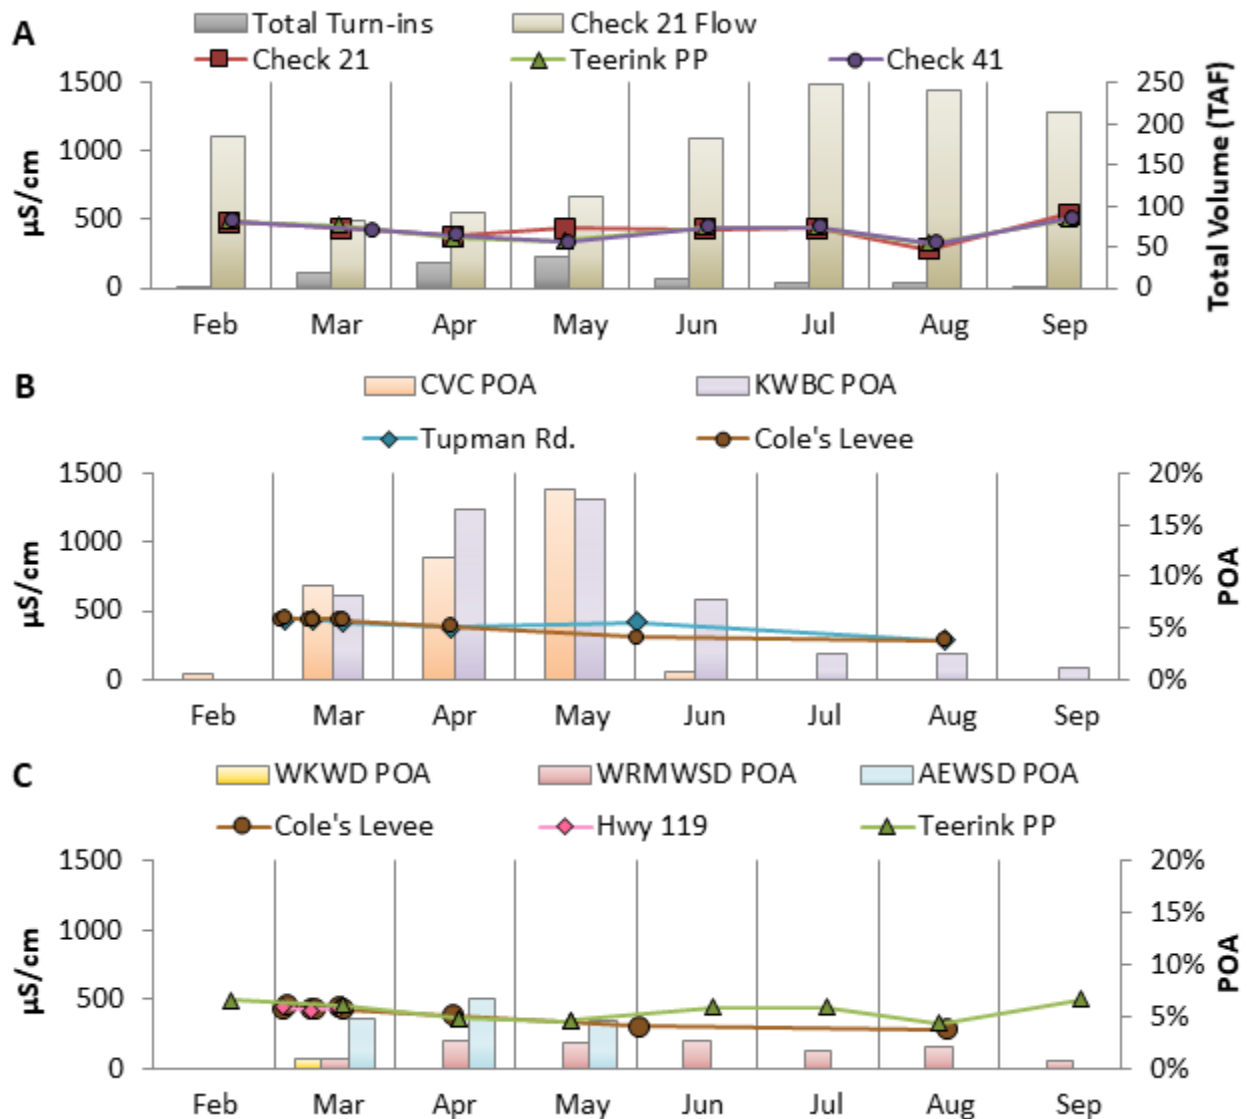 A
Total Turn-ins Check 21 Flow
Check 21 Teerink PP Check 41
1500 250
200
1000 150
500 100
50
0 0
µS/cm
Total Volume (TAF)
Feb Mar Apr May Jun Jul Aug Sep
B
CVC POA KWBC POA
Tupman Rd. Cole's Levee
1500 20%
15%
1000
10%
500
5%
0 0%
µS/cm
POA
Feb Mar Apr May Jun Jul Aug Sep
C
WKWD POA WRMWSD POA AEWSD POA
Cole's Levee Hwy 119 Teerink PP
1500 20%
15%
1000
10%
500
5%
0 0%
µS/cm
POA
Feb Mar Apr May Jun Jul Aug Sep